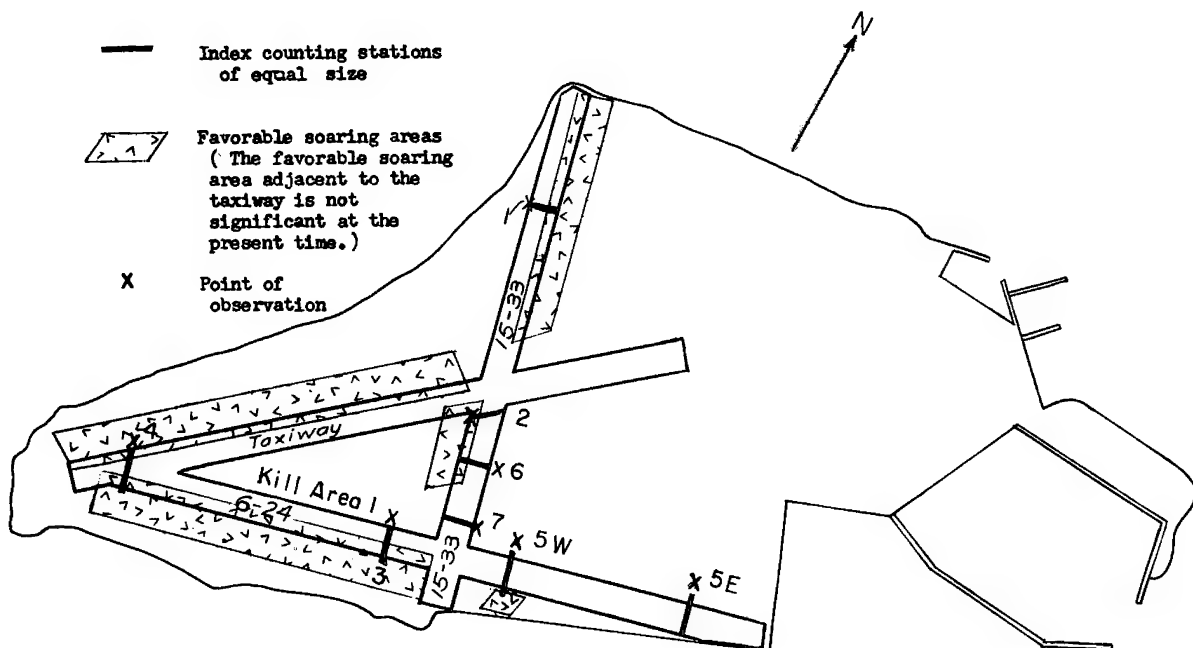 Index counting stations
of equal size
Favorable soaring areas
( The favorable soaring
area adjacent to the
taxiway is not
significant at the
present time.)
X Point of
observation
N
1
15-33
4
Taxiway
2
Kill Area 1
6
6-24
7
5W
3
15-33
5E